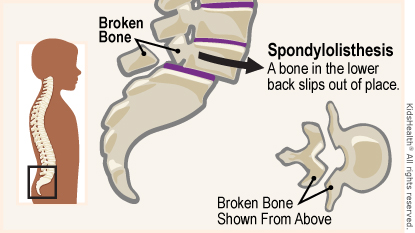 Broken
Bone
Spondylolisthesis
A bone in the lower
back slips out of place.
Broken Bone
Shown From Above
KidsHealth® All rights reserved.